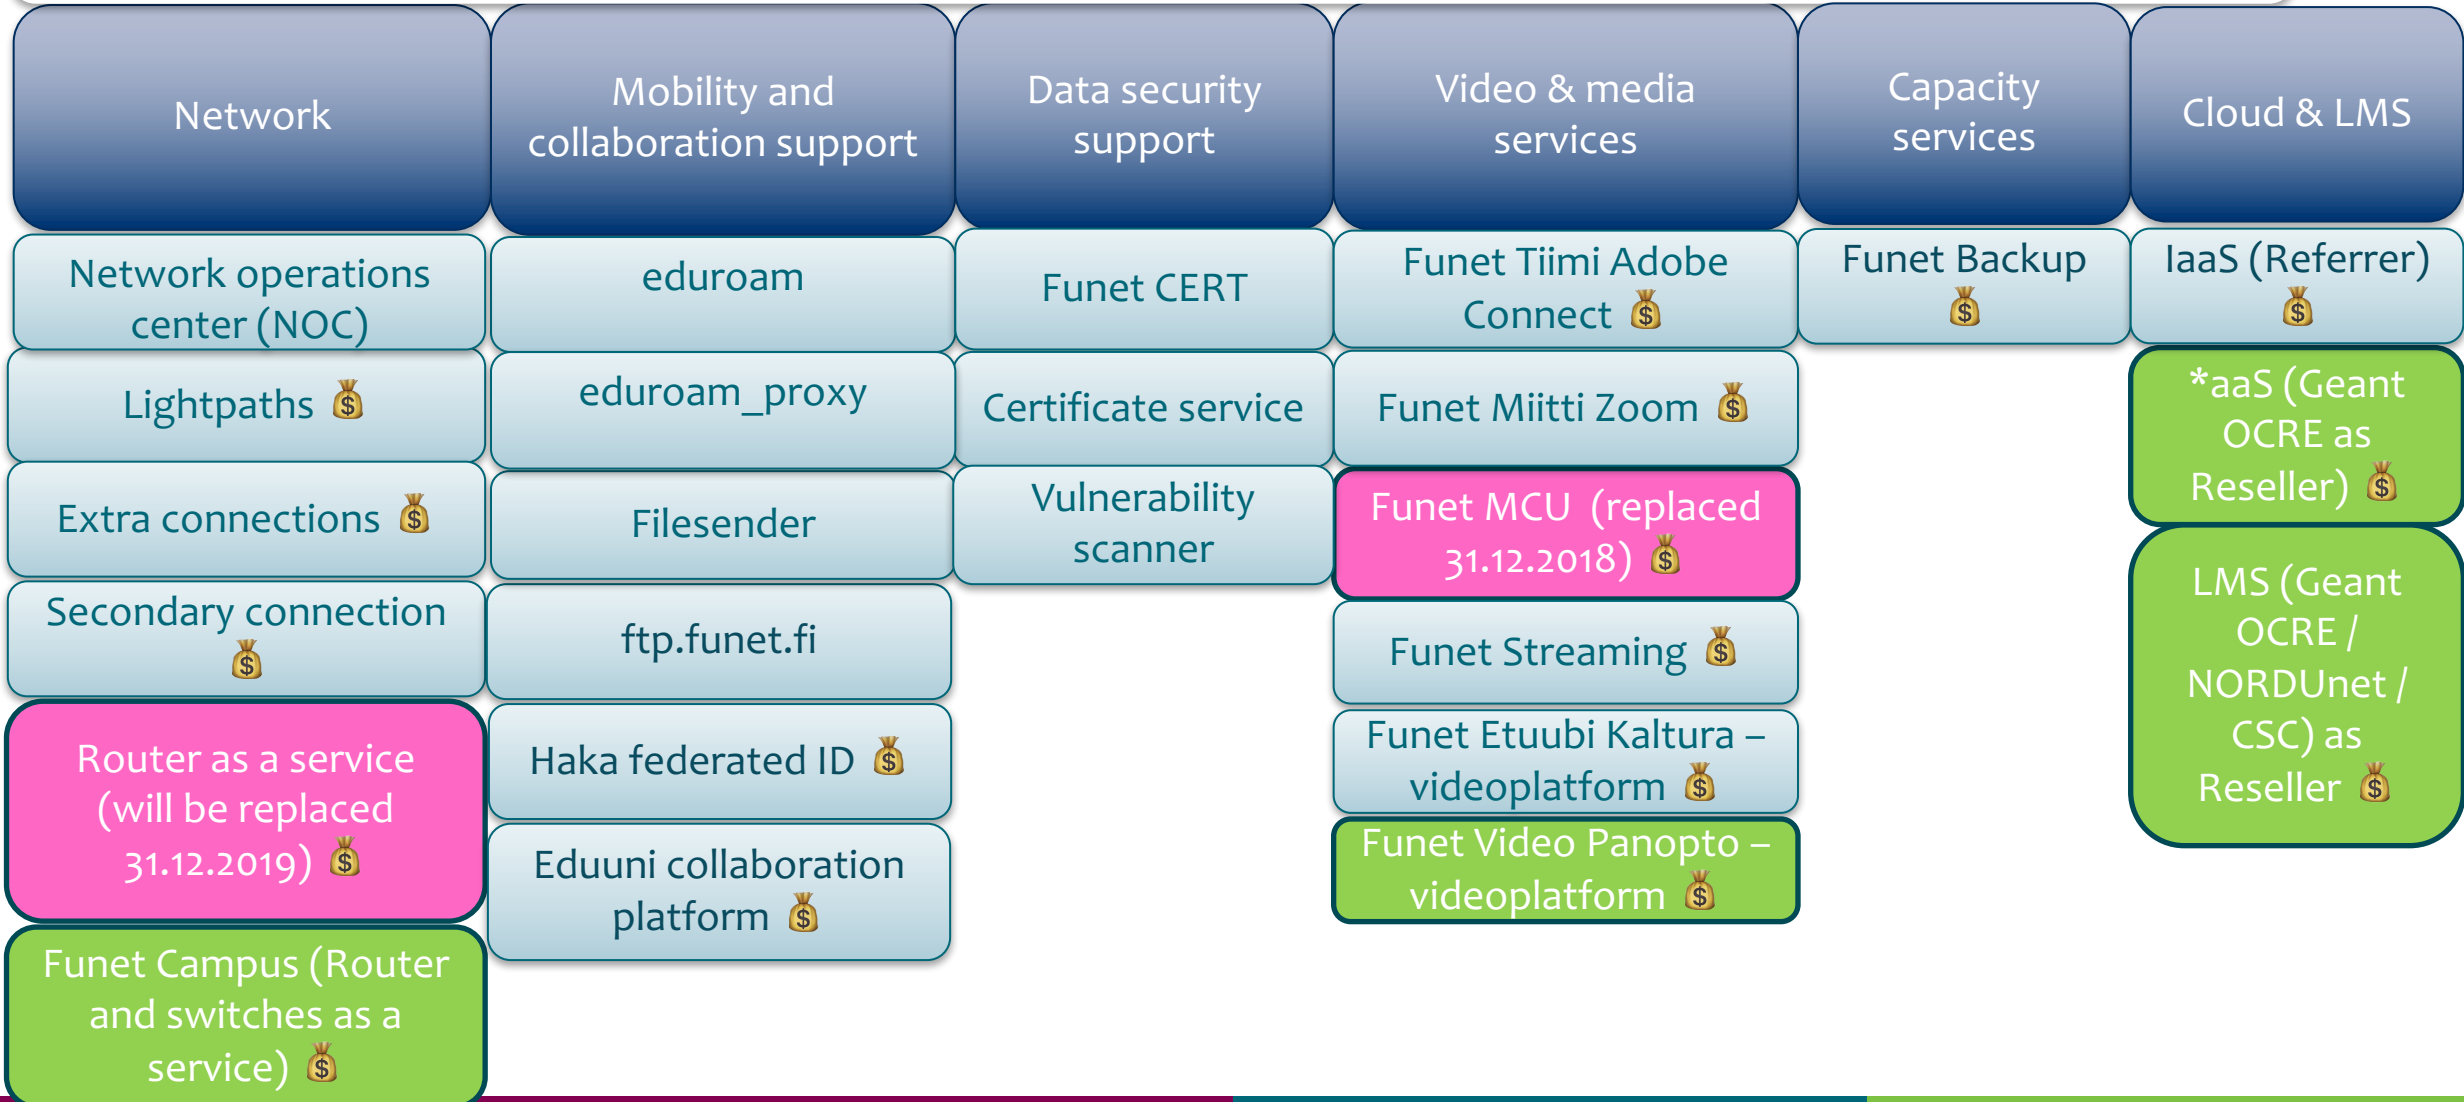 Network
Network operations
center (NOC)
Lightpaths 💰
Extra connections 💰
Secondary connection
💰
Router as a service
(will be replaced
31.12.2019) 💰
Funet Campus (Router
and switches as a
service) 💰
Mobility and
collaboration support
eduroam
eduroam_proxy
Filesender
ftp.funet.fi
Haka federated ID 💰
Eduuni collaboration
platform 💰
Data security
support
Funet CERT
Certificate service
Vulnerability
scanner
Video & media
services
Funet Tiimi Adobe
Connect 💰
Funet Miitti Zoom 💰
Funet MCU (replaced
31.12.2018) 💰
Funet Streaming 💰
Funet Etuubi Kaltura –
videoplatform 💰
Funet Video Panopto –
videoplatform 💰
Capacity
services
Funet Backup
💰
Cloud & LMS
IaaS (Referrer)
💰
*aaS (Geant
OCRE as
Reseller) 💰
LMS (Geant
OCRE /
NORDUnet /
CSC) as
Reseller 💰